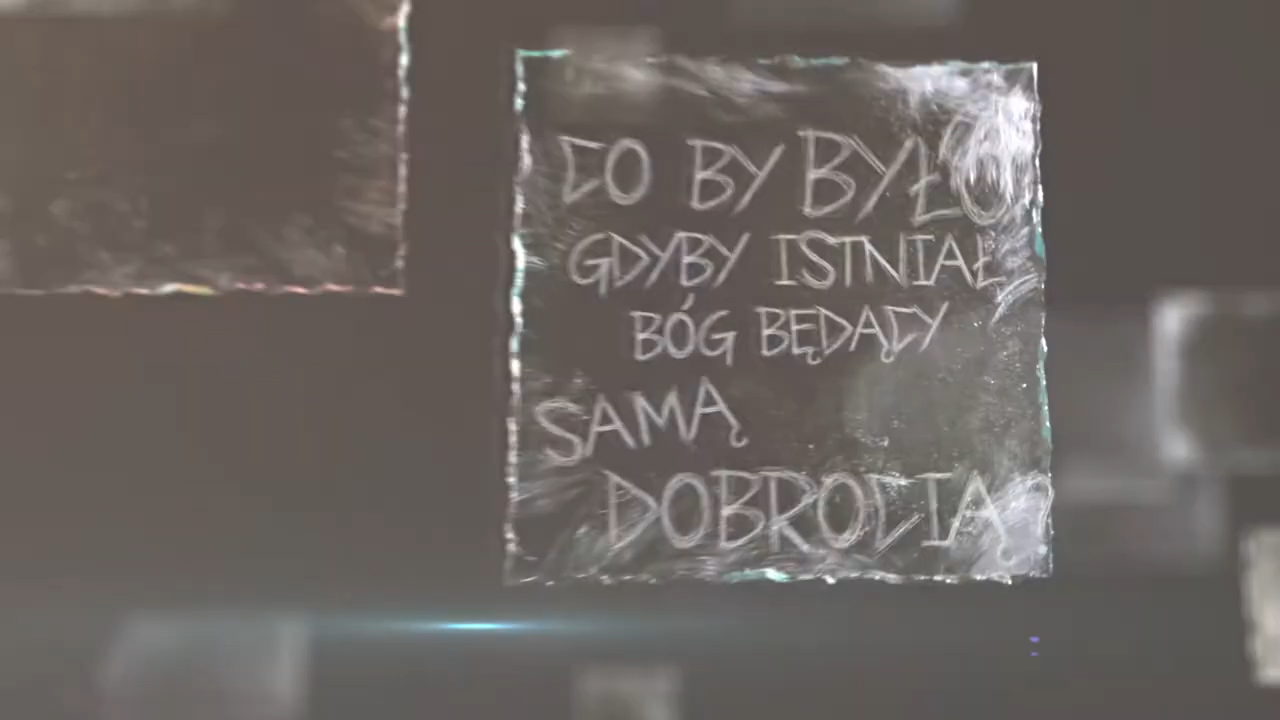 CO BY BYŁO
GDYBY ISTNIAŁ
BÓG BĘDĄCY
SAMĄ
DOBROCIĄ?